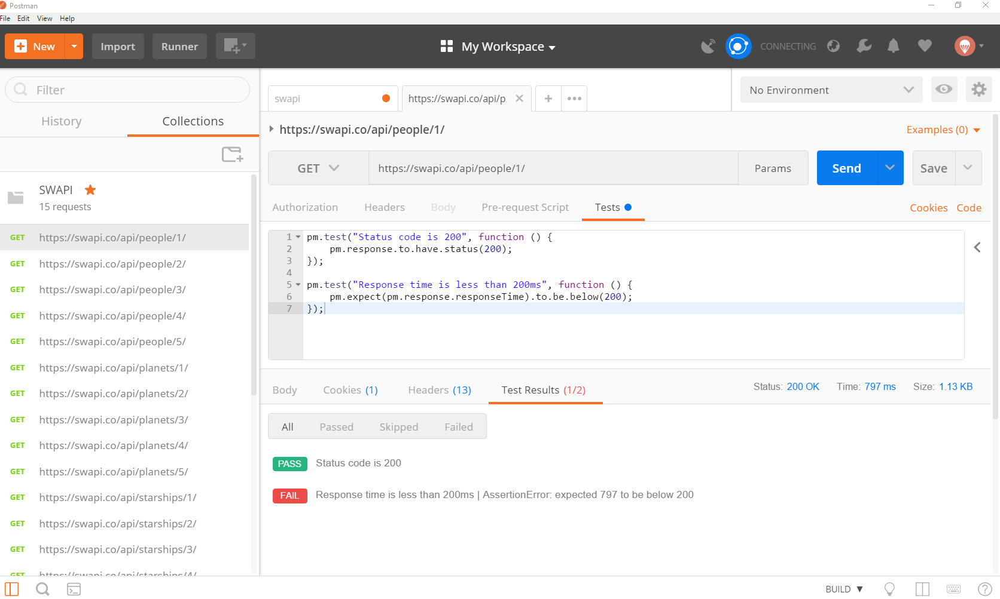 Postman
File Edit View Help
New Import Runner My Workspace CONNECTING
Filter
History Collections
SWAPI
15 requests
GET https://swapi.co/api/people/1/
GET https://swapi.co/api/people/2/
GET https://swapi.co/api/people/3/
GET https://swapi.co/api/people/4/
GET https://swapi.co/api/people/5/
GET https://swapi.co/api/planets/1/
GET https://swapi.co/api/planets/2/
GET https://swapi.co/api/planets/3/
GET https://swapi.co/api/planets/4/
GET https://swapi.co/api/planets/5/
GET https://swapi.co/api/starships/1/
GET https://swapi.co/api/starships/2/
GET https://swapi.co/api/starships/3/
GET https://swapi.co/api/starships/4/
swapi https://swapi.co/api/p No Environment
https://swapi.co/api/people/1/ Examples (0)
GET https://swapi.co/api/people/1/ Params Send Save
Authorization Headers Body Pre-request Script Tests Cookies Code
1 pm.test("Status code is 200", function () {
2 pm.response.to.have.status(200);
3 });
4
5 pm.test("Response time is less than 200ms", function () {
6 pm.expect(pm.response.responseTime).to.be.below(200);
7 });
Body Cookies (1) Headers (13) Test Results (1/2) Status: 200 OK Time: 797 ms Size: 1.13 KB
All Passed Skipped Failed
PASS Status code is 200
FAIL Response time is less than 200ms | AssertionError: expected 797 to be below 200
BUILD